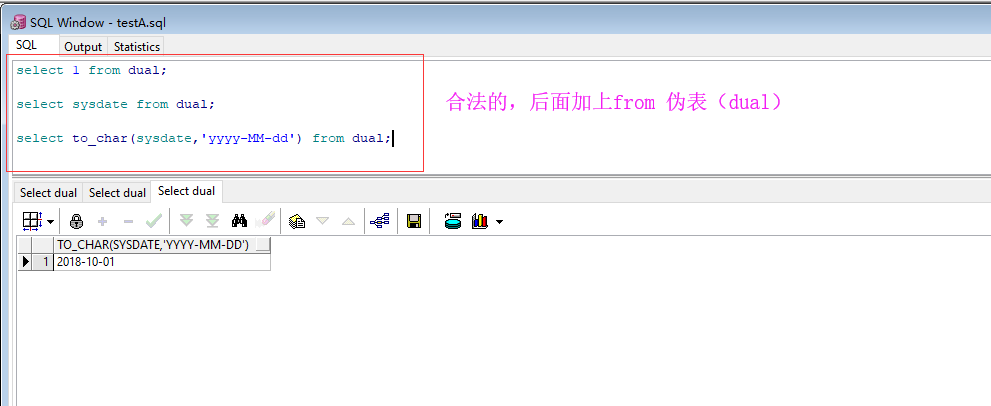 SQL Window - testA.sql
SQL Output Statistics
select 1 from dual;
合法的，后面加上from 伪表（dual）
select sysdate from dual;
select to_char(sysdate,'yyyy-MM-dd') from dual;
Select dual Select dual Select dual
TO_CHAR(SYSDATE,'YYYY-MM-DD')
1 2018-10-01